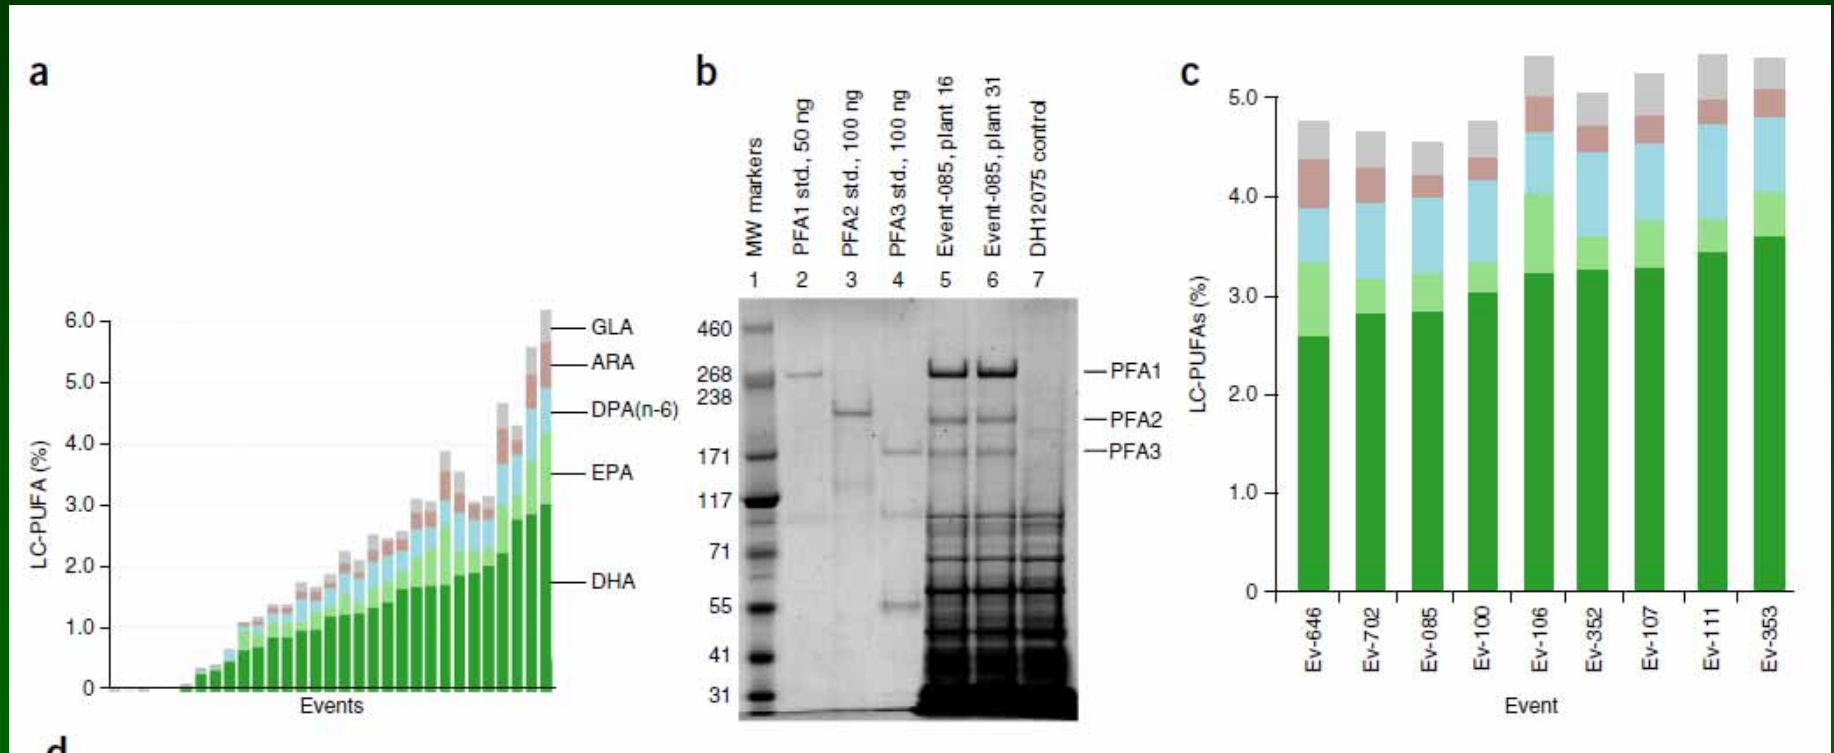 a
6.0
5.0
4.0
3.0
2.0
1.0
0
LC-PUFA (%)
Events
GLA
ARA
DPA(n-6)
EPA
DHA
b
MW markers
PFA1 std., 50 ng
PFA2 std., 100 ng
PFA3 std., 100 ng
Event-085, plant 16
Event-085, plant 31
DH12075 control
1 2 3 4 5 6 7
460
268
238
171
117
71
55
41
31
PFA1
PFA2
PFA3
c
5.0
4.0
3.0
2.0
1.0
0
LC-PUFAs (%)
Ev-646
Ev-702
Ev-085
Ev-100
Ev-106
Ev-352
Ev-107
Ev-111
Ev-353
Event
d